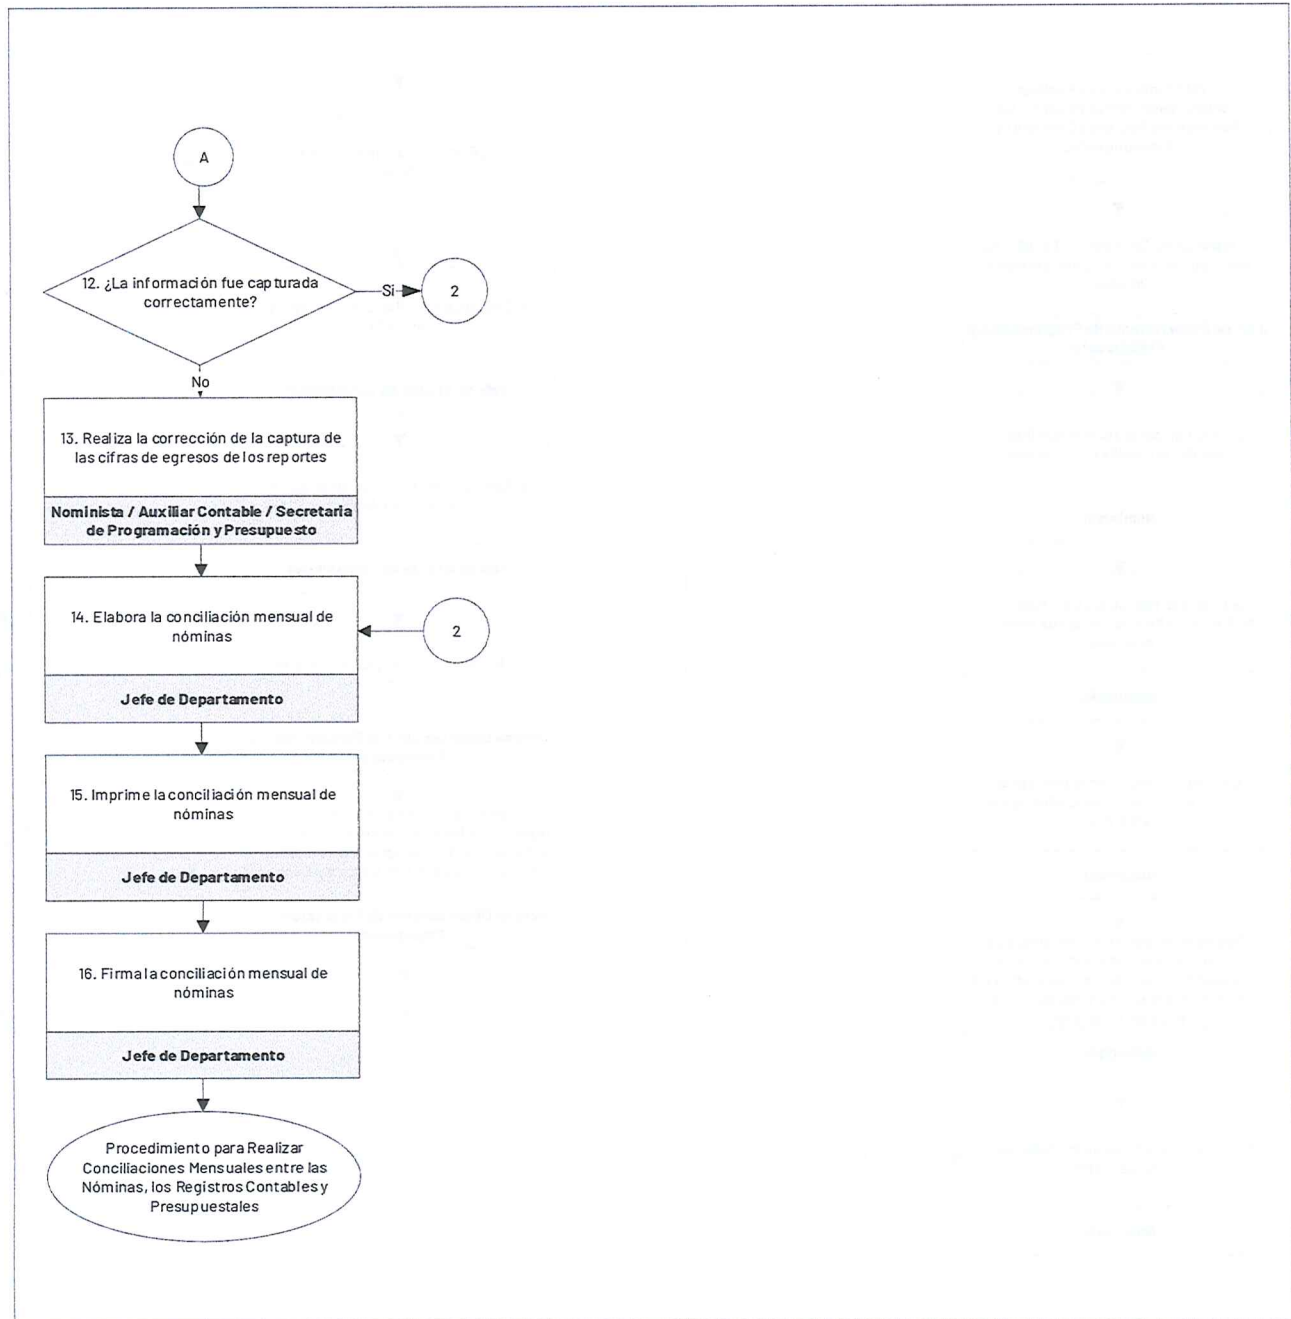 A
12. ¿La información fue capturada
correctamente?
Si
2
No
13. Realiza la corrección de la captura de
las cifras de egresos de los reportes
Nominista / Auxiliar Contable / Secretaria
de Programación y Presupuesto
14. Elabora la conciliación mensual de
nóminas
2
Jefe de Departamento
15. Imprime la conciliación mensual de
nóminas
Jefe de Departamento
16. Firma la conciliación mensual de
nóminas
Jefe de Departamento
Procedimiento para Realizar
Conciliaciones Mensuales entre las
Nóminas, los Registros Contables y
Presupuestales